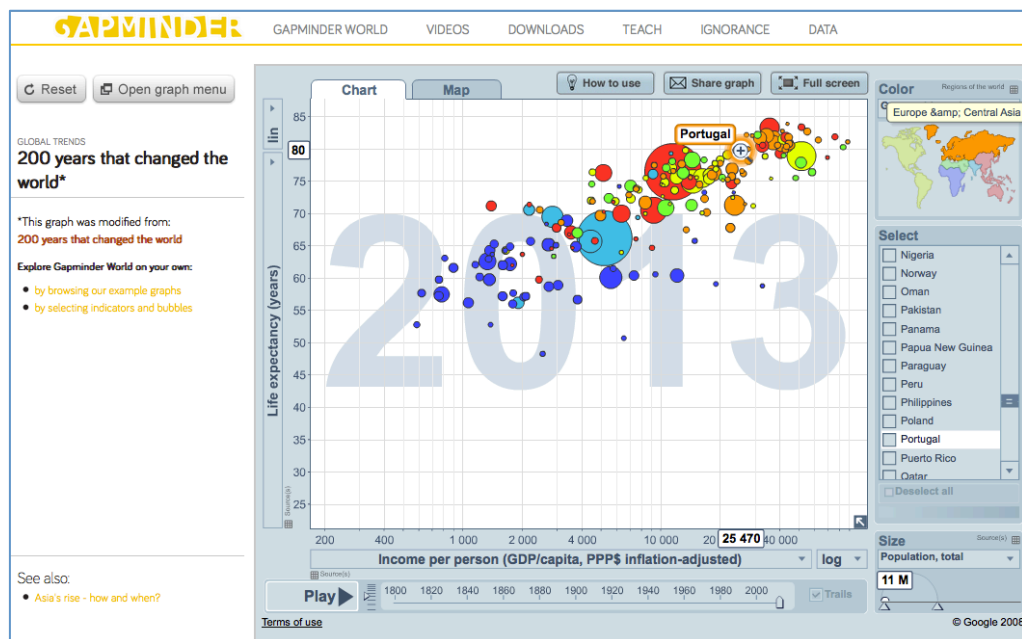 GAPMINDER
GAPMINDER WORLD VIDEOS DOWNLOADS TEACH IGNORANCE DATA
Reset
Open graph menu
GLOBAL TRENDS
200 years that changed the
world*
*This graph was modified from:
200 years that changed the world
Explore Gapminder World on your own:
by browsing our example graphs
by selecting indicators and bubbles
See also:
Asia's rise - how and when?
Chart
Map
How to use
Share graph
Full screen
lin
80
Life expectancy (years)
Source(s)
85
75
70
65
60
55
50
45
40
35
30
25
2013
Portugal
200 400 1 000 2 000 4 000 10 000 20 25 470 40 000
Income per person (GDP/capita, PPP$ inflation-adjusted)
log
Source(s)
Play
1800 1820 1840 1860 1880 1900 1920 1940 1960 1980 2000
Trails
Terms of use
© Google 2008
Color
Regions of the world
G
Europe &amp; Central Asia
Select
Nigeria
Norway
Oman
Pakistan
Panama
Papua New Guinea
Paraguay
Peru
Philippines
Poland
Portugal
Puerto Rico
Qatar
Deselect all
Size
Source(s)
Population, total
11 M